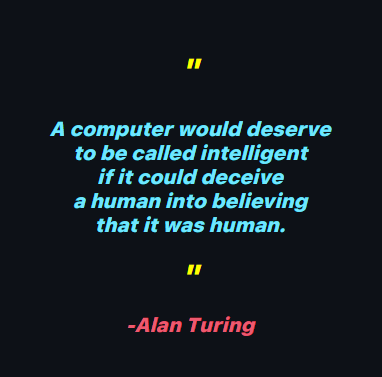 "
A computer would deserve
to be called intelligent
if it could deceive
a human into believing
that it was human.
"
-Alan Turing